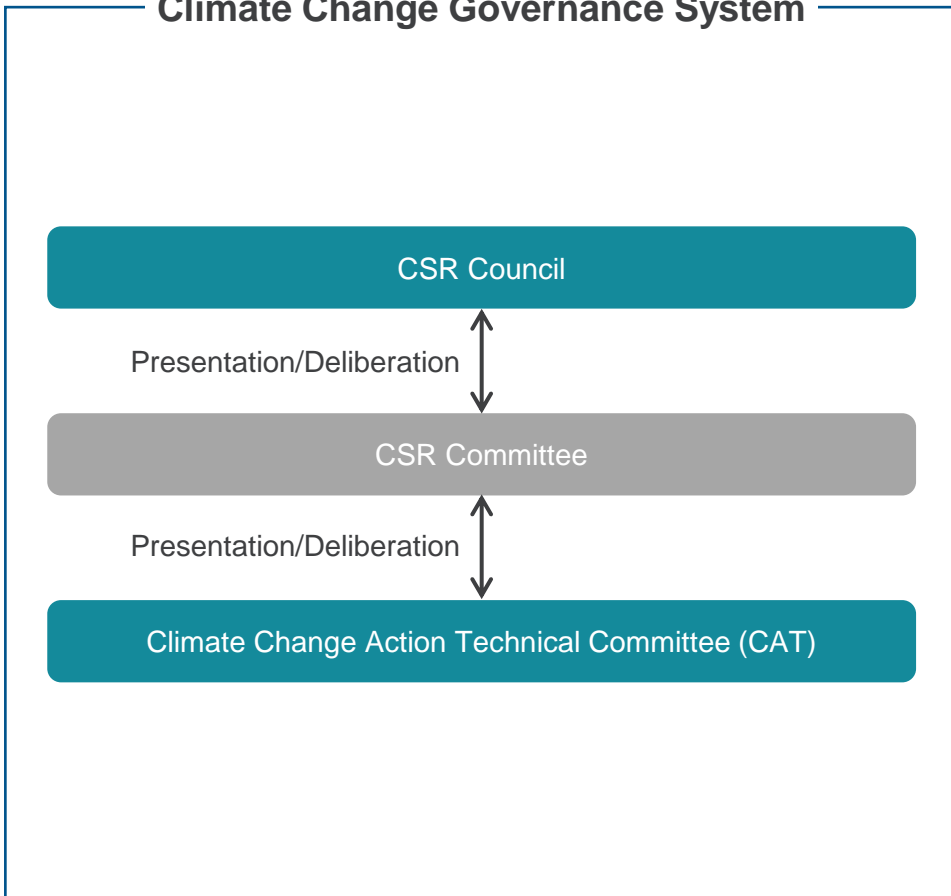 Climate Change Governance System
CSR Council
Presentation/Deliberation
CSR Committee
Presentation/Deliberation
Climate Change Action Technical Committee (CAT)